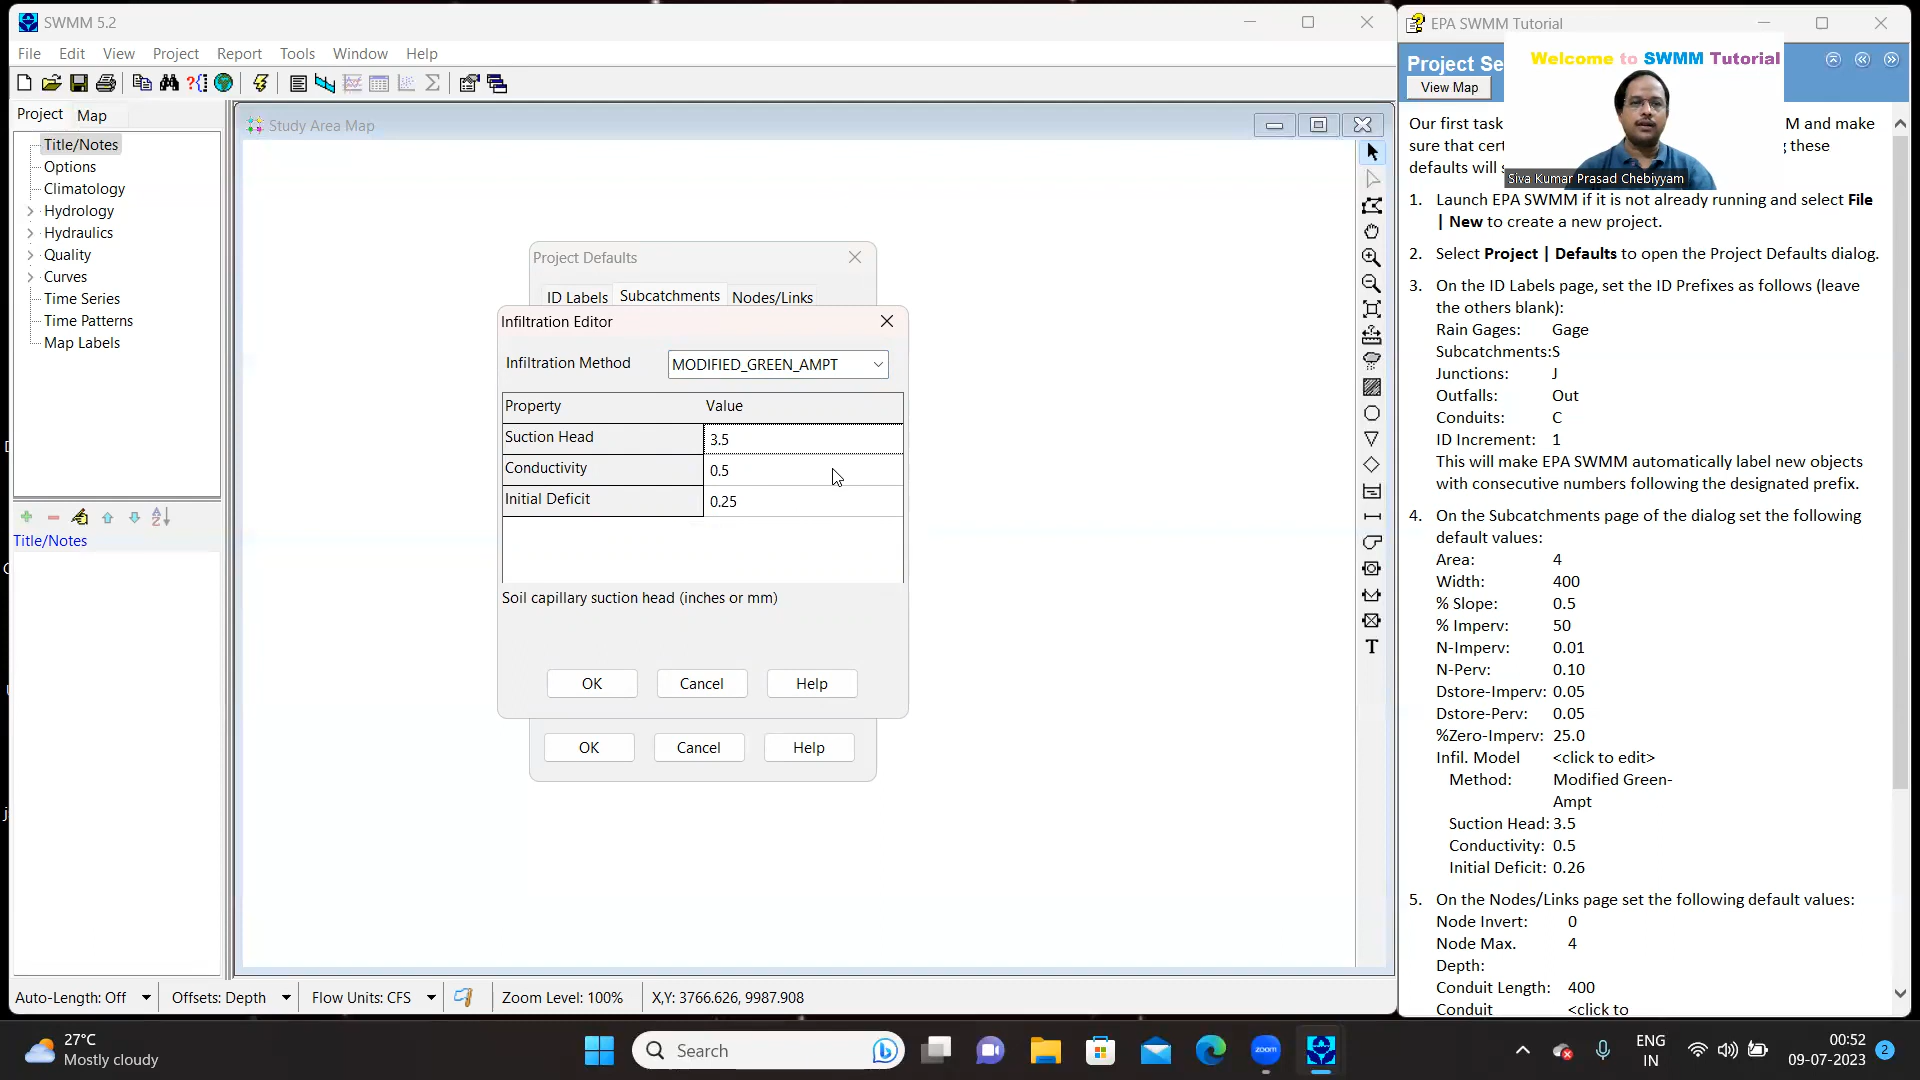 SWMM 5.2
File Edit View Project Report Tools Window Help
Project Map
Title/Notes
Options
Climatology
Hydrology
Hydraulics
Quality
Curves
Time Series
Time Patterns
Map Labels
Title/Notes
Study Area Map
Project Defaults
ID Labels Subcatchments Nodes/Links
Infiltration Editor
Infiltration Method MODIFIED_GREEN_AMPT
Property Value
Suction Head 3.5
Conductivity 0.5
Initial Deficit 0.25
Soil capillary suction head (inches or mm)
OK Cancel Help
OK Cancel Help
Auto-Length: Off Offsets: Depth Flow Units: CFS Zoom Level: 100% X,Y: 3766.626, 9987.908
EPA SWMM Tutorial
Project Se
View Map
Welcome to SWMM Tutorial
Siva Kumar Prasad Chebiyyam
Our first task M and make
sure that cert these
defaults will
1. Launch EPA SWMM if it is not already running and select File
| New to create a new project.
2. Select Project | Defaults to open the Project Defaults dialog.
3. On the ID Labels page, set the ID Prefixes as follows (leave
the others blank):
Rain Gages: Gage
Subcatchments: S
Junctions: J
Outfalls: Out
Conduits: C
ID Increment: 1
This will make EPA SWMM automatically label new objects
with consecutive numbers following the designated prefix.
4. On the Subcatchments page of the dialog set the following
default values:
Area: 4
Width: 400
% Slope: 0.5
% Imperv: 50
N-Imperv: 0.01
N-Perv: 0.10
Dstore-Imperv: 0.05
Dstore-Perv: 0.05
%Zero-Imperv: 25.0
Infil. Model <click to edit>
Method: Modified Green-
Ampt
Suction Head: 3.5
Conductivity: 0.5
Initial Deficit: 0.26
5. On the Nodes/Links page set the following default values:
Node Invert: 0
Node Max. 4
Depth:
Conduit Length: 400
Conduit <click to
27°C
Mostly cloudy
Search
zoom
ENG
IN
00:52
09-07-2023
2